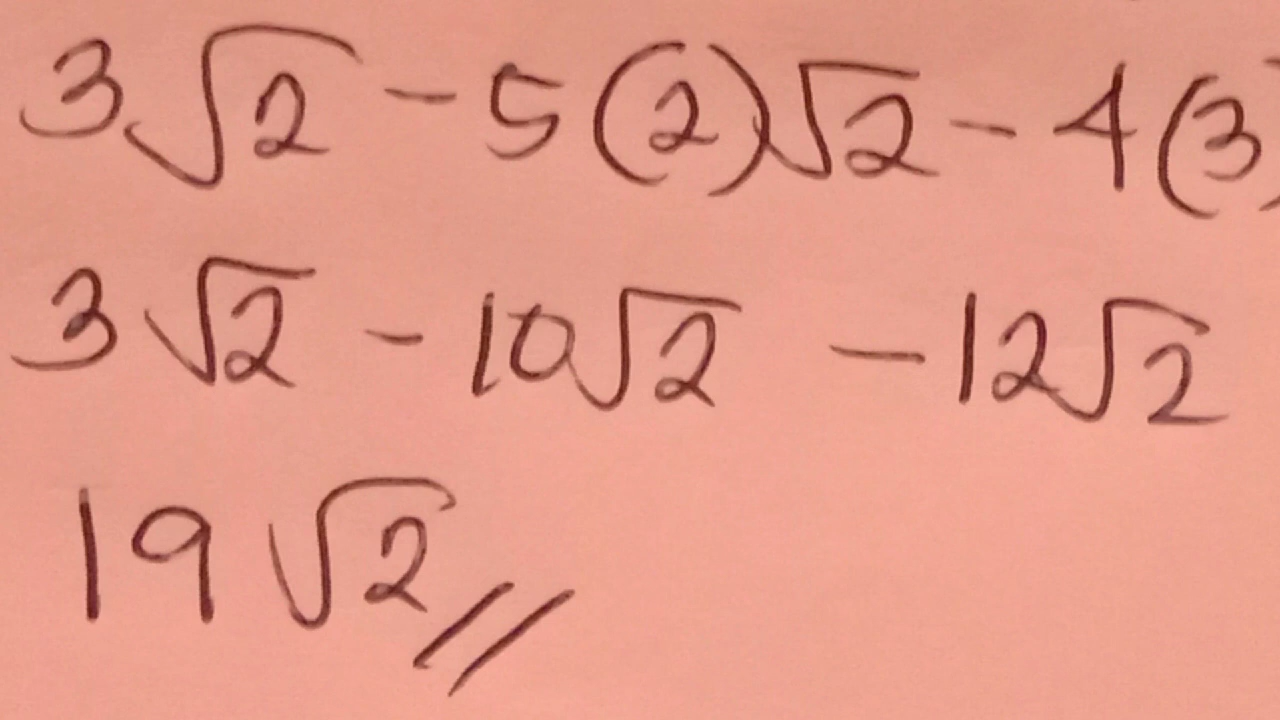 3√2 - 5(2)√2 - 4(3)
3√2 - 10√2 - 12√2
19√2 //